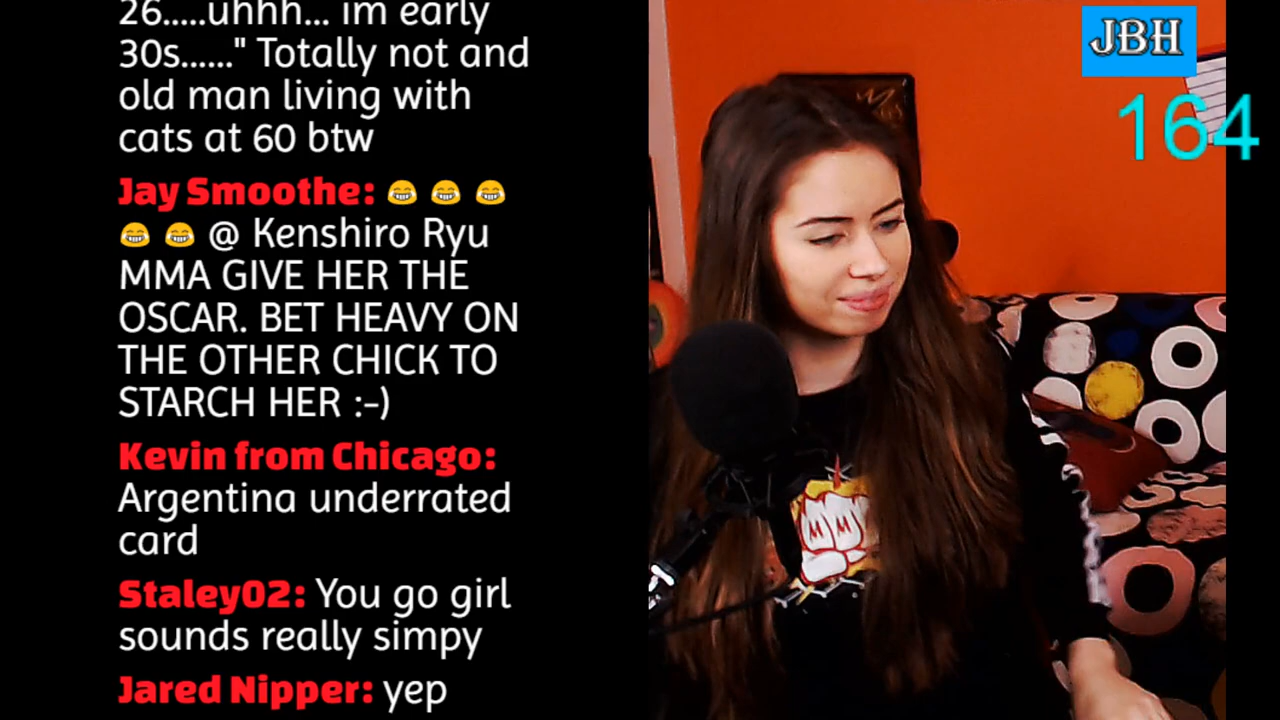 26.....uhhh... im early
30s......" Totally not and
old man living with
cats at 60 btw
Jay Smoothe: 😂 😂 😂
😂 😂 @ Kenshiro Ryu
MMA GIVE HER THE
OSCAR. BET HEAVY ON
THE OTHER CHICK TO
STARCH HER :-)
Kevin from Chicago:
Argentina underrated
card
Staley02: You go girl
sounds really simpy
Jared Nipper: yep
JBH
164
MM